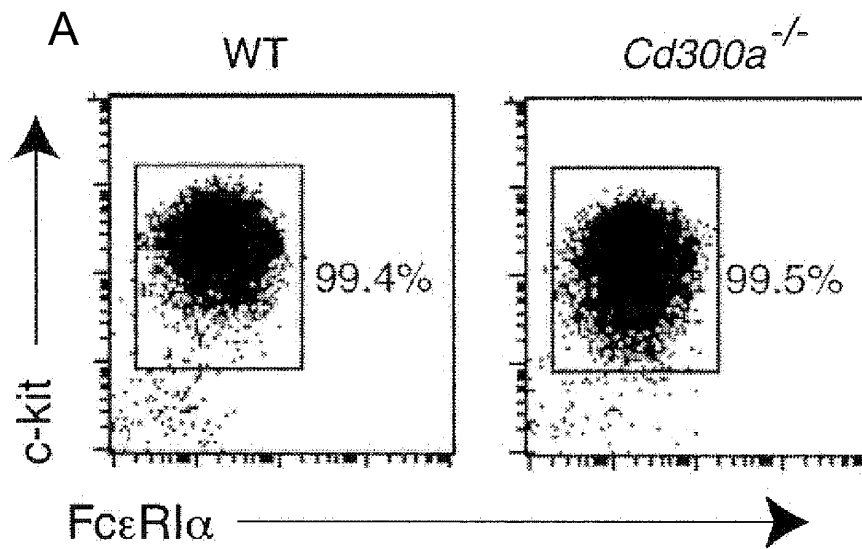 A
WT
Cd300a-/-
99.4%
99.5%
c-kit
FcεRIα